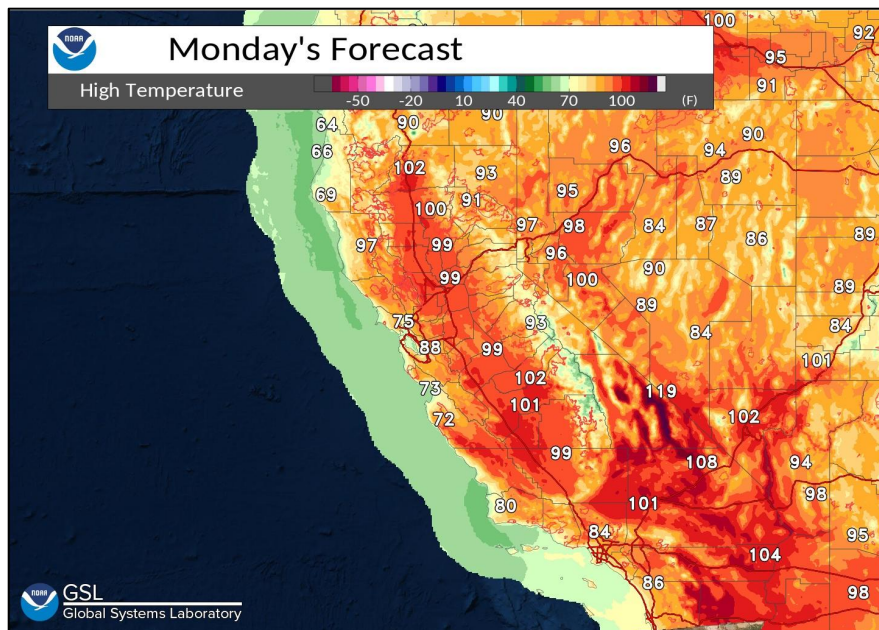 NOAA
Monday's Forecast
High Temperature
-50 -20 10 40 70 100 (F)
100
92
95
91
64 90 90
66 96 94 90
102 93 89
69 91 95
100 97 98 84 87 86 89
97 99 96
99 100 90 89
89
75 93 84 84
88 99 101
73 102 119
72 101 102
99 108 94
80 101 98
84 95
104
86 98
NOAA GSL
Global Systems Laboratory